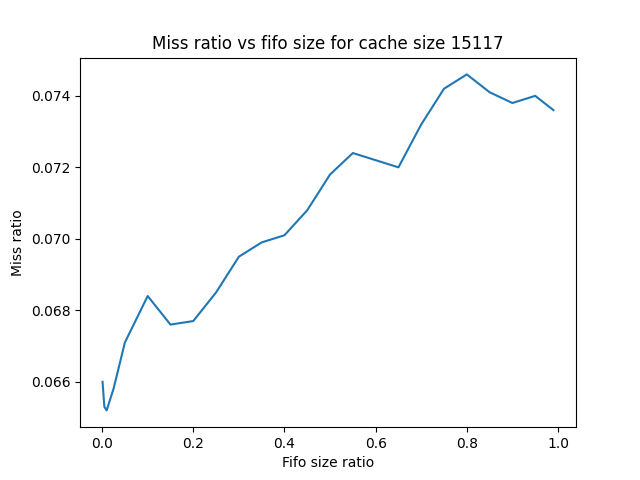 Miss ratio vs fifo size for cache size 15117
0.074
0.072
0.070
0.068
0.066
Miss ratio
0.0 0.2 0.4 0.6 0.8 1.0
Fifo size ratio